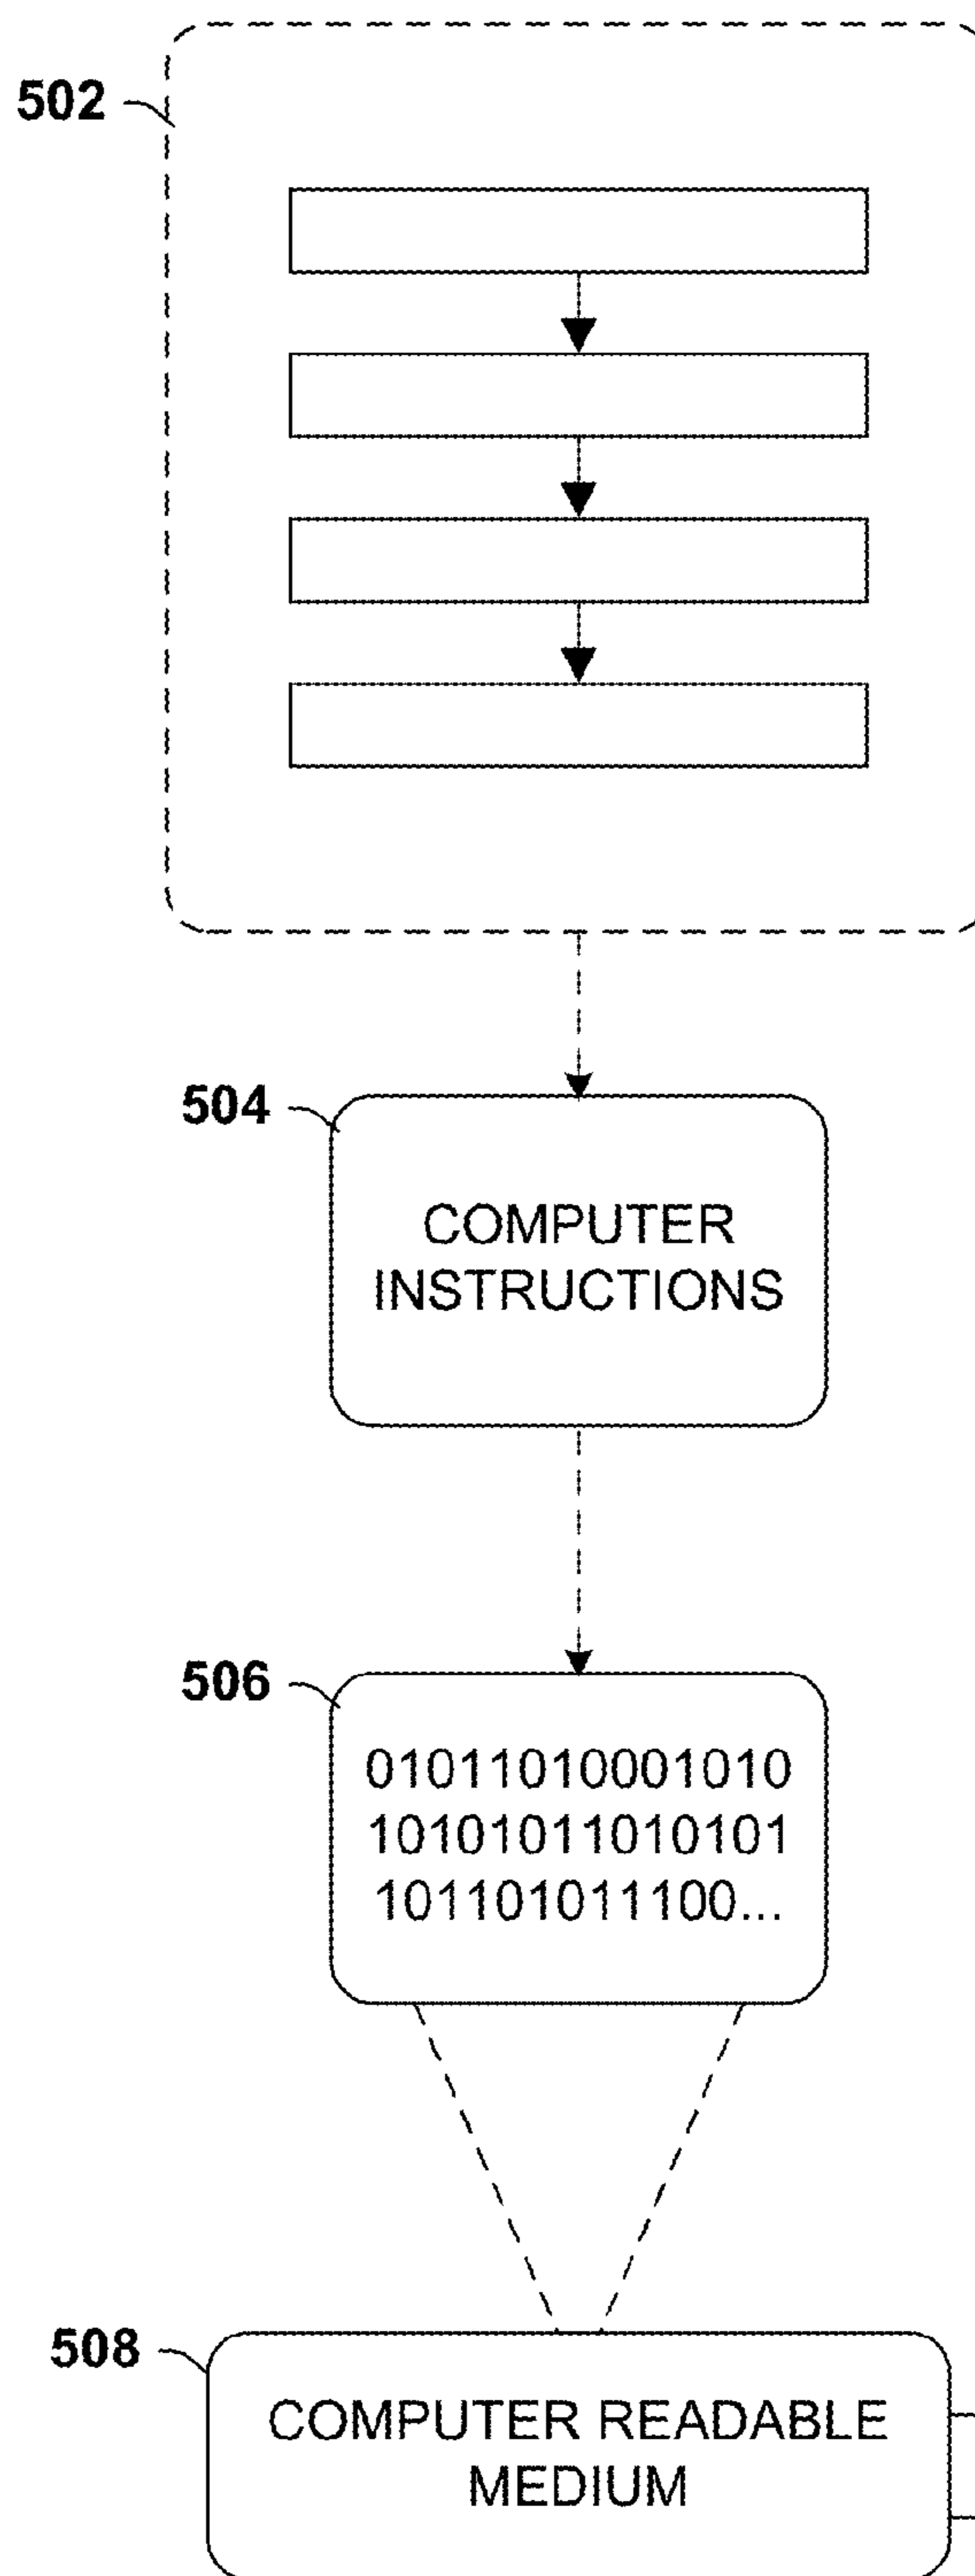 502
504
COMPUTER
INSTRUCTIONS
506
01011010001010
10101011010101
101101011100...
508
COMPUTER READABLE
MEDIUM